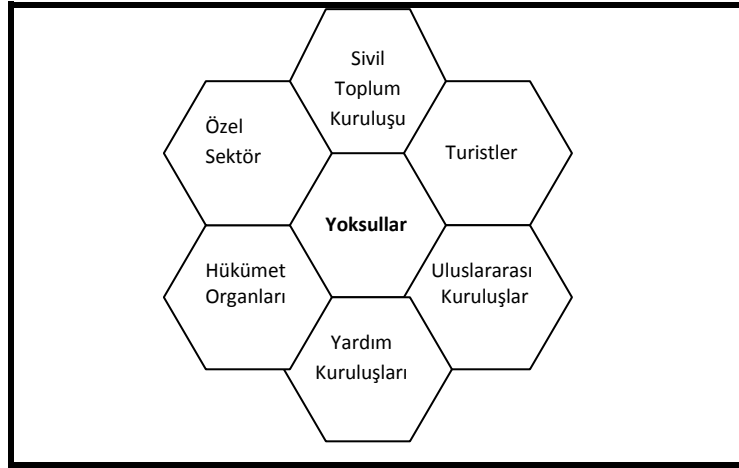 Sivil
Toplum
Kuruluşu
Özel
Sektör
Turistler
Yoksullar
Hükümet
Organları
Uluslararası
Kuruluşlar
Yardım
Kuruluşları